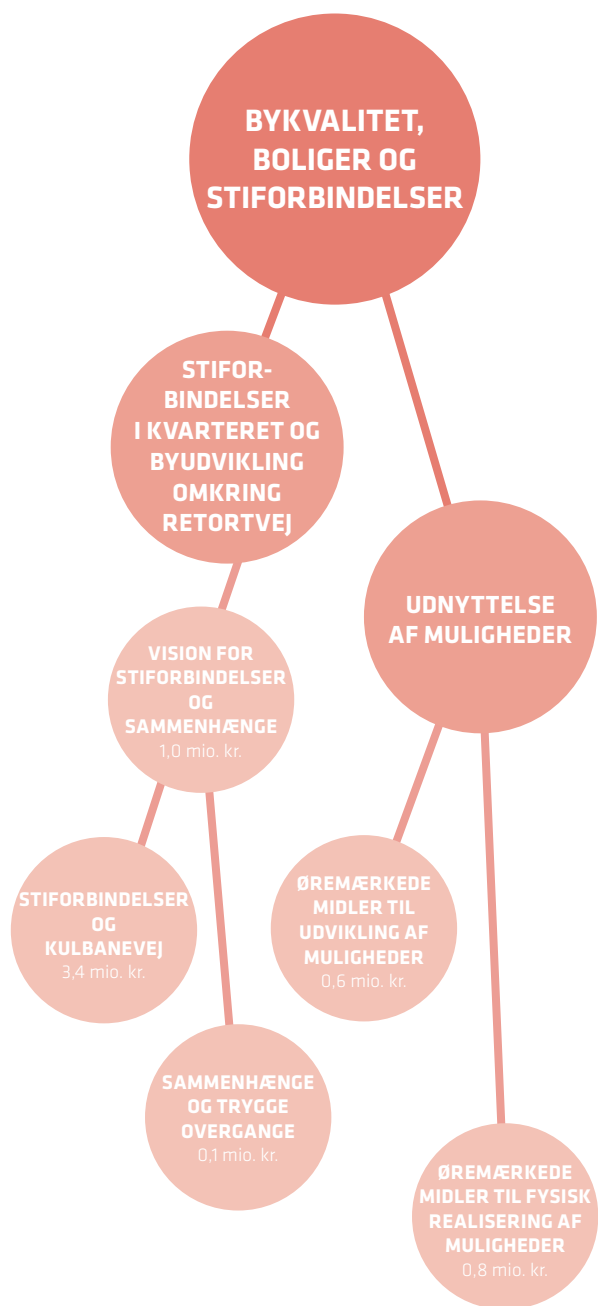 BYKVALITET,
BOLIGER OG
STIFORBINDELSER
STIFOR-
BINDELSER
I KVARTERET OG
BYUDVIKLING
OMKRING
RETORTVEJ
UDNYTTELSE
AF MULIGHEDER
VISION FOR
STIFORBINDELSER
OG
SAMMENHÆNGE
1,0 mio. kr.
STIFORBINDELSER
OG
KULBANEVEJ
3,4 mio. kr.
ØREMÆRKEDE
MIDLER TIL
UDVIKLING AF
MULIGHEDER
0,6 mio. kr.
SAMMENHÆNGE
OG TRYGGE
OVERGANGE
0,1 mio. kr.
ØREMÆRKEDE
MIDLER TIL FYSISK
REALISERING AF
MULIGHEDER
0,8 mio. kr.